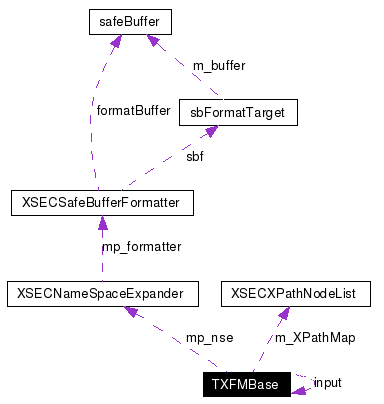 safeBuffer
m_buffer
formatBuffer
sbFormatTarget
sbf
XSECSafeBufferFormatter
mp_formatter
XSECNameSpaceExpander
XSECXPathNodeList
mp_nse
m_XPathMap
TXFMBase
input